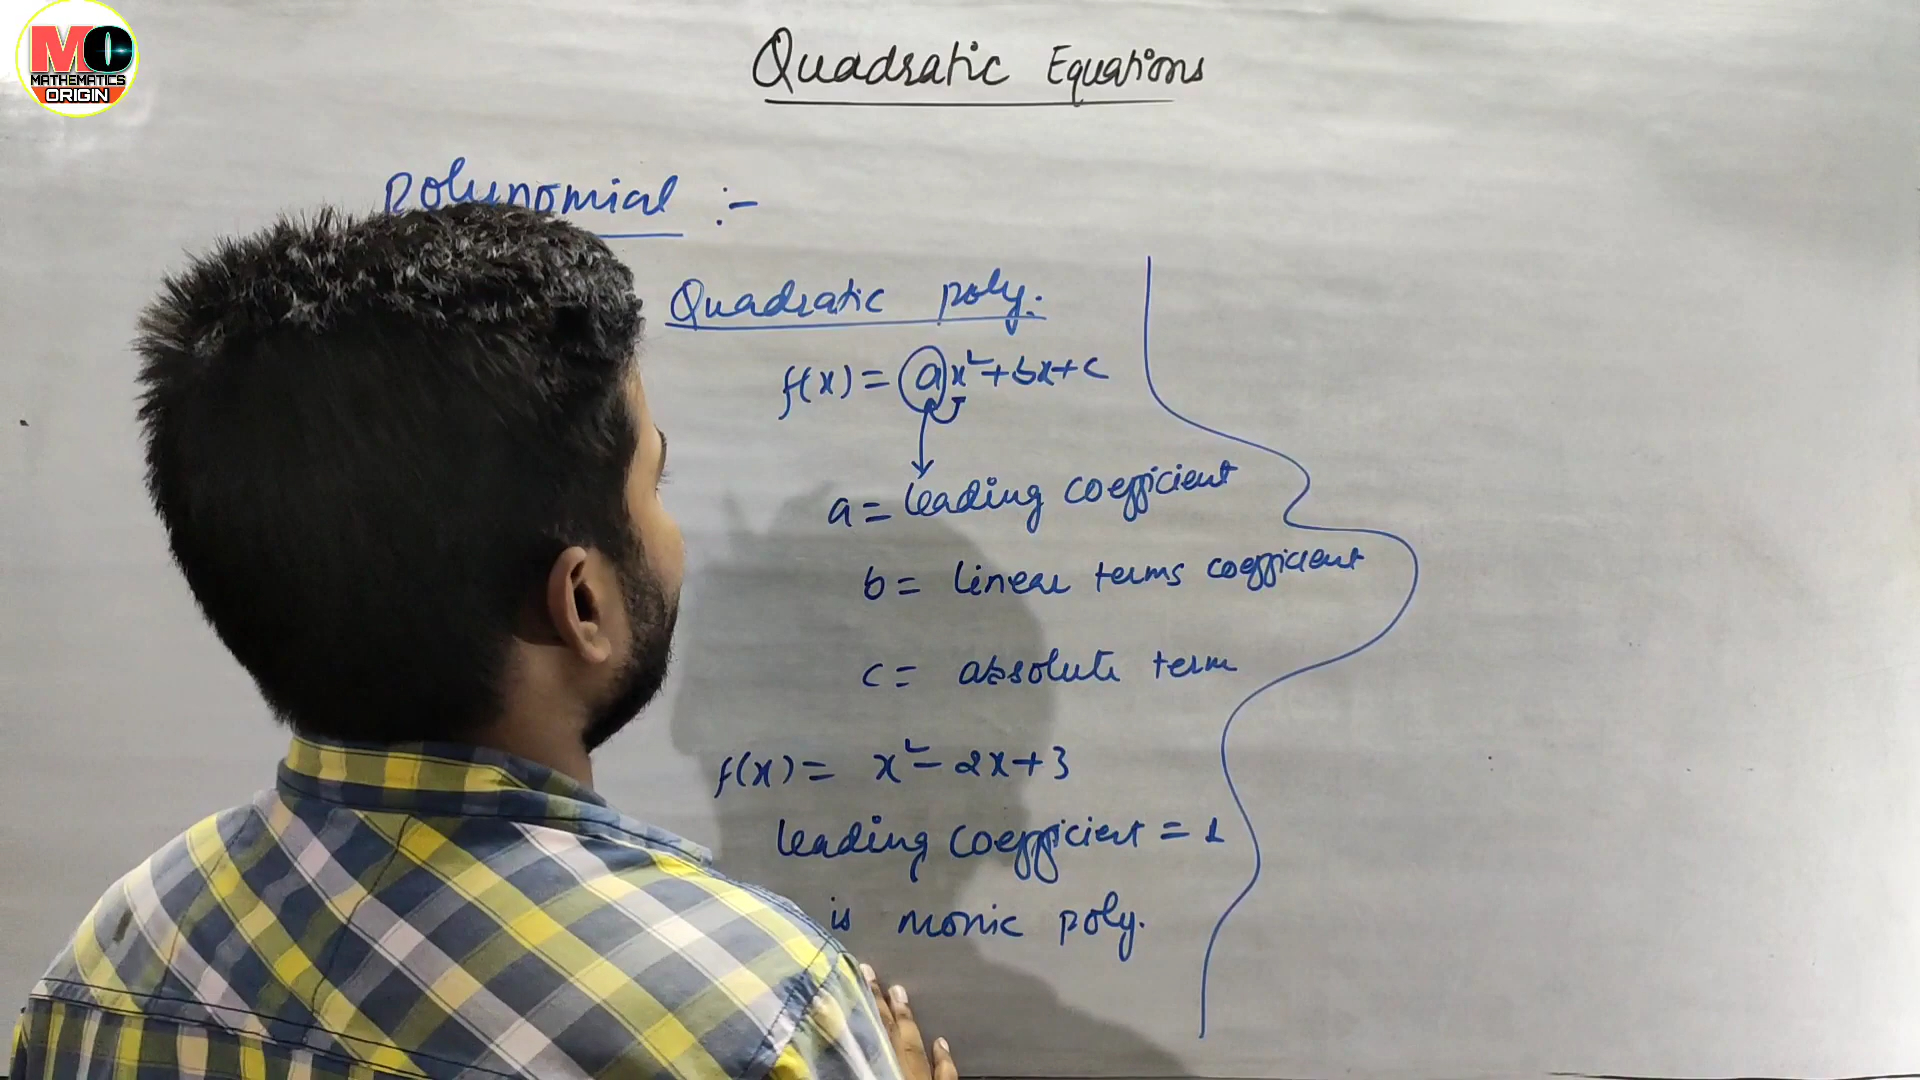 MO
MATHEMATICS
ORIGIN
Quadratic Equations
Polynomial :-
Quadratic poly.
f(x) = ax²+bx+c
a = leading coefficient
b = linear terms coefficient
c = absolute term
f(x) = x²-2x+3
leading coefficient = 1
is monic poly.